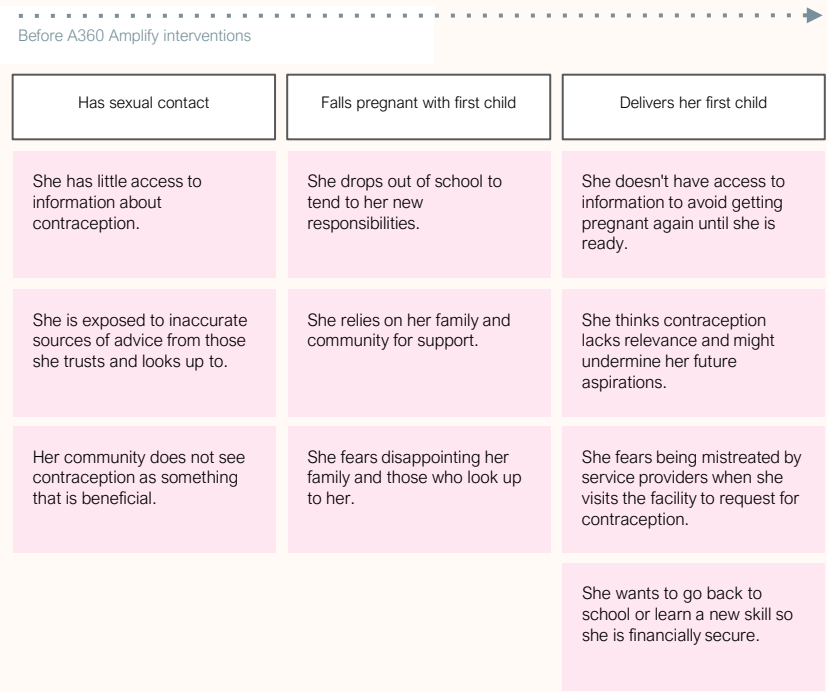 Before A360 Amplify interventions
Has sexual contact
Falls pregnant with first child
Delivers her first child
She has little access to
information about
contraception.
She drops out of school to
tend to her new
responsibilities.
She doesn't have access to
information to avoid getting
pregnant again until she is
ready.
She is exposed to inaccurate
sources of advice from those
she trusts and looks up to.
She relies on her family and
community for support.
She thinks contraception
lacks relevance and might
undermine her future
aspirations.
Her community does not see
contraception as something
that is beneficial.
She fears disappointing her
family and those who look up
to her.
She fears being mistreated by
service providers when she
visits the facility to request for
contraception.
She wants to go back to
school or learn a new skill so
she is financially secure.